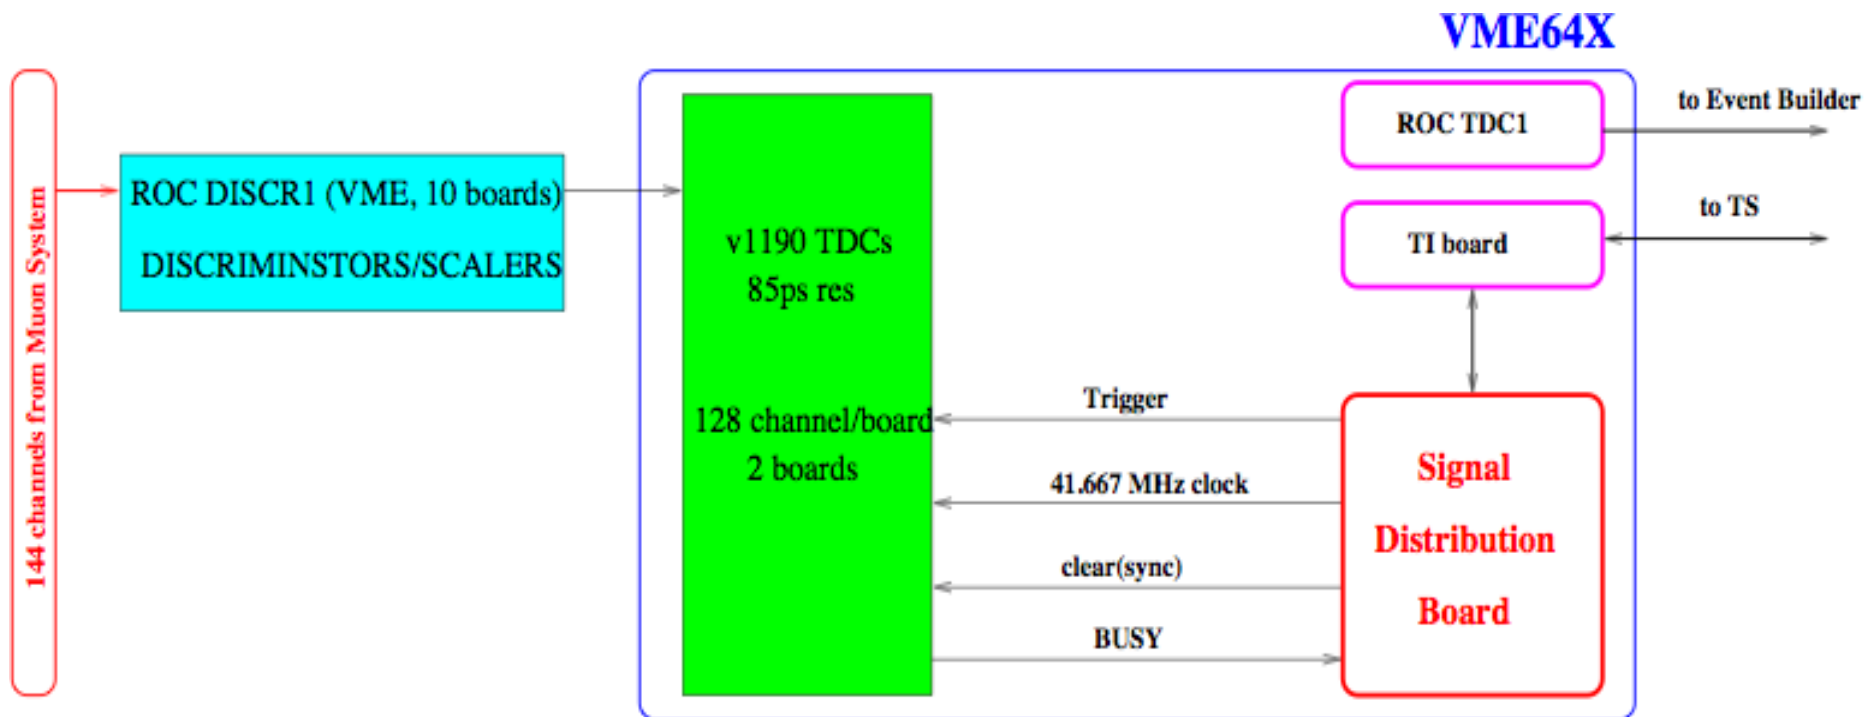 VME64X
144 channels from Muon System
ROC DISCR1 (VME, 10 boards)
DISCRIMINSTORS/SCALERS
v1190 TDCs
85ps res
128 channel/board
2 boards
ROC TDC1
to Event Builder
TI board
to TS
Trigger
41.667 MHz clock
clear(sync)
BUSY
Signal
Distribution
Board